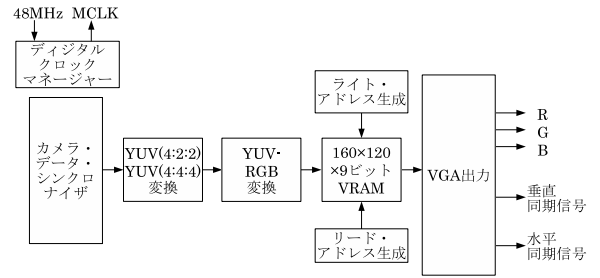 48MHz MCLK
ディジタル
クロック
マネージャー
カメラ・
データ・
シンクロ
ナイザ
YUV(4:2:2)
YUV(4:4:4)
変換
YUV-
RGB
変換
ライト・
アドレス生成
160×120
×9ビット
VRAM
リード・
アドレス生成
VGA出力
R
G
B
垂直
同期信号
水平
同期信号